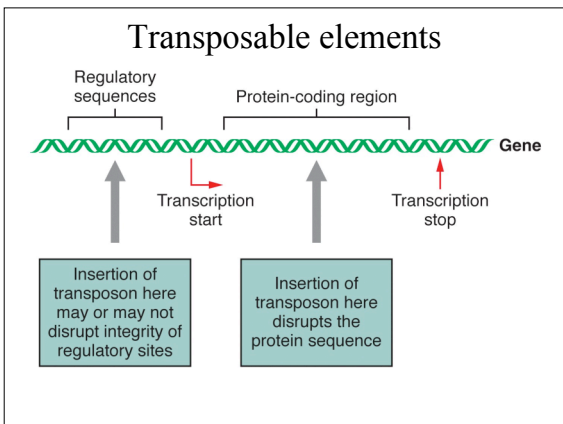 Transposable elements
Regulatory
sequences
Protein-coding region
Gene
Transcription
start
Transcription
stop
Insertion of
transposon here
may or may not
disrupt integrity of
regulatory sites
Insertion of
transposon here
disrupts the
protein sequence